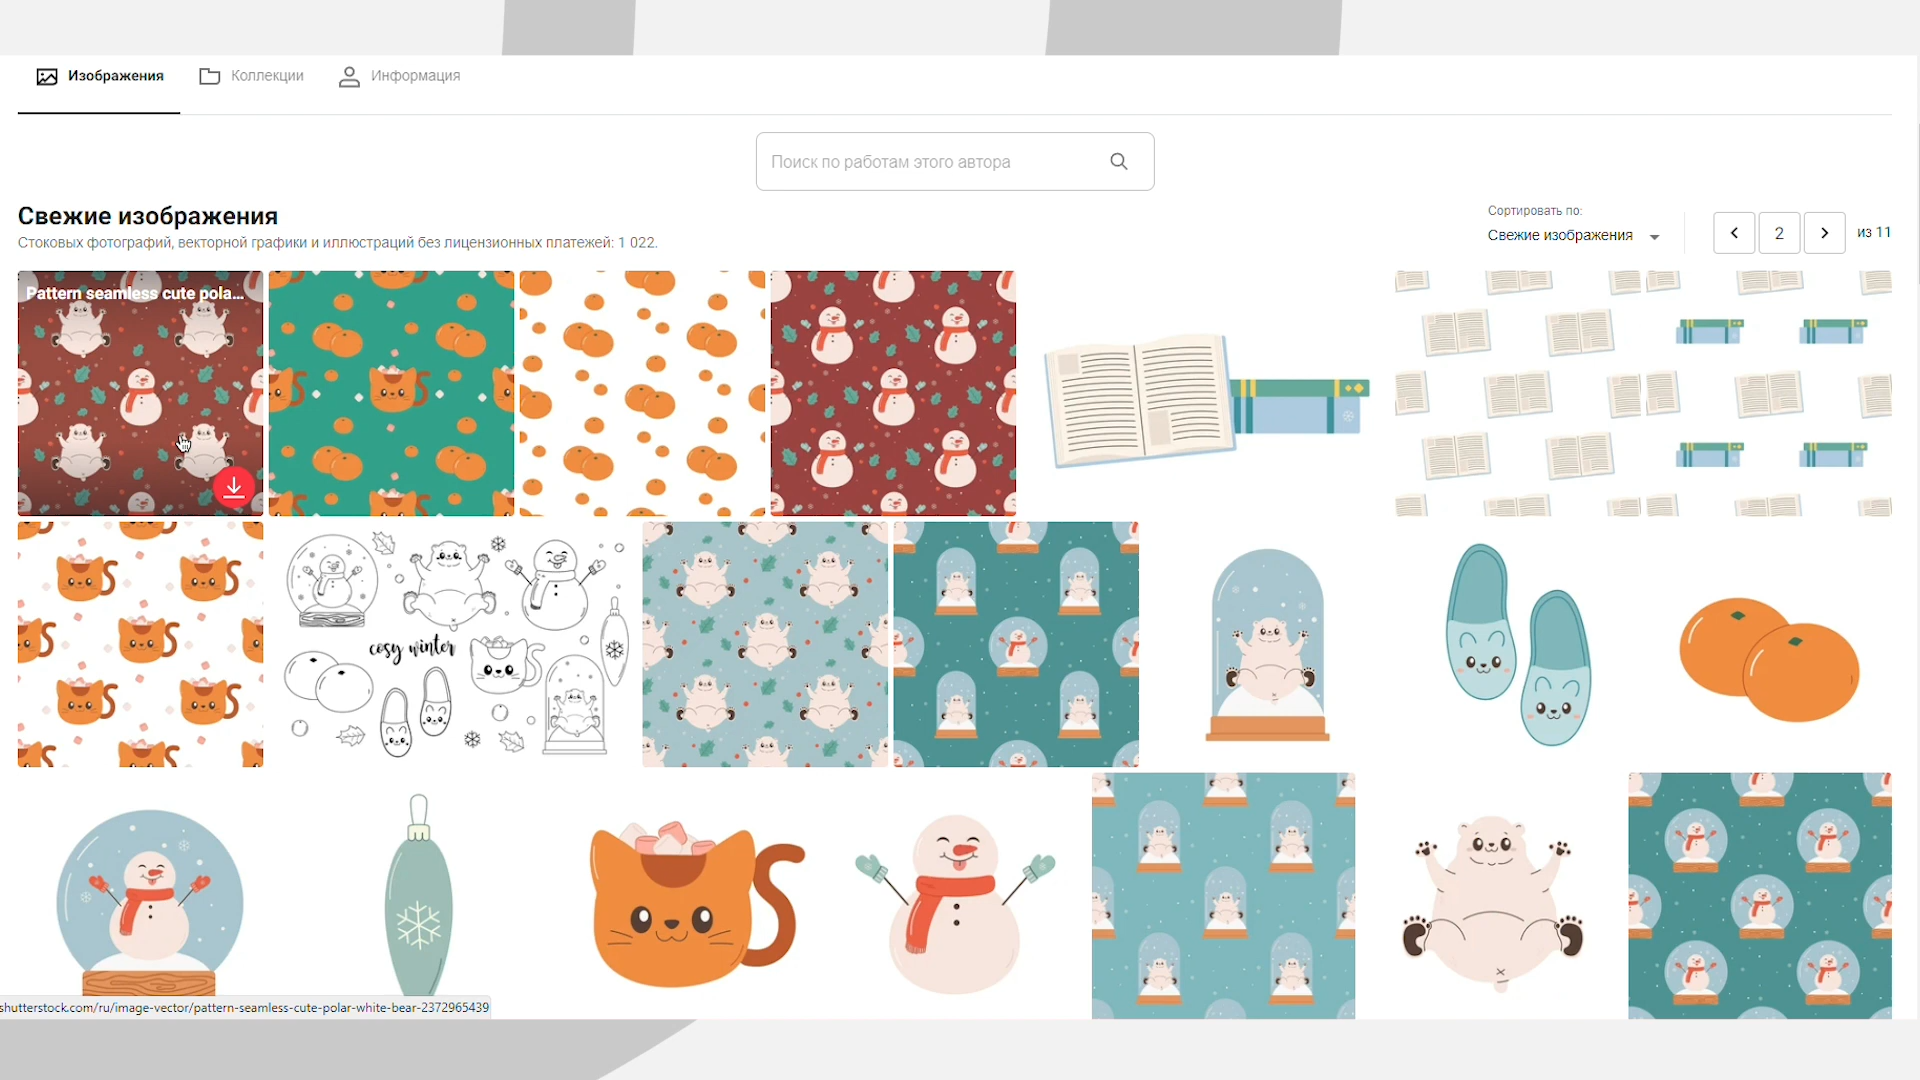 Изображения
Коллекции
Информация
Поиск по работам этого автора
Свежие изображения
Стоковых фотографий, векторной графики и иллюстраций без лицензионных платежей: 1 022.
Сортировать по:
Свежие изображения
2
из 11
Pattern seamless cute pola...
cosy winter
shutterstock.com/ru/image-vector/pattern-seamless-cute-polar-white-bear-2372965439